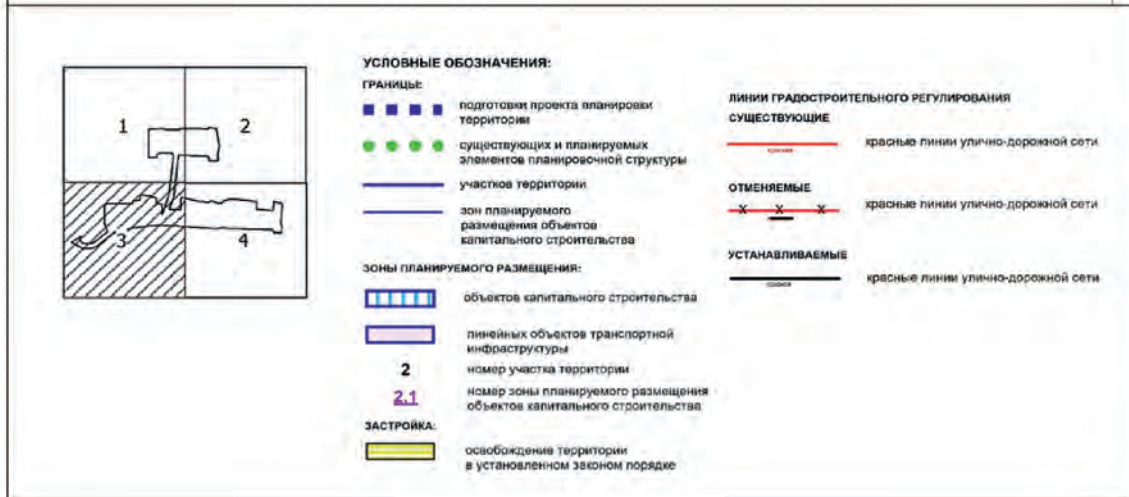 1
2
3
4
УСЛОВНЫЕ ОБОЗНАЧЕНИЯ:
ГРАНИЦЫ:
подготовки проекта планировки
территории
существующих и планируемых
элементов планировочной структуры
участков территории
зон планируемого
размещения объектов
капитального строительства
ЗОНЫ ПЛАНИРУЕМОГО РАЗМЕЩЕНИЯ:
объектов капитального строительства
линейных объектов транспортной
инфраструктуры
2
номер участка территории
2.1
номер зоны планируемого размещения
объектов капитального строительства
ЗАСТРОЙКА:
освобождение территории
в установленном законом порядке
ЛИНИИ ГРАДОСТРОИТЕЛЬНОГО РЕГУЛИРОВАНИЯ
СУЩЕСТВУЮЩИЕ
красные линии улично-дорожной сети
ОТМЕНЯЕМЫЕ
X X X
красные линии улично-дорожной сети
УСТАНАВЛИВАЕМЫЕ
красные линии улично-дорожной сети